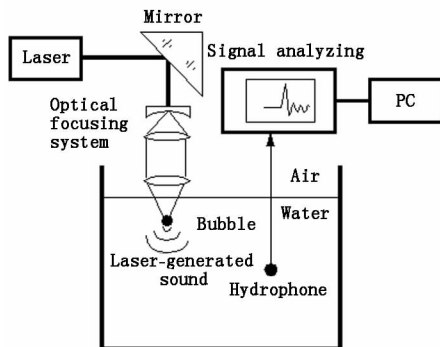 Mirror
Laser
Signal analyzing
PC
Optical
focusing
system
Air
Water
Bubble
Laser-generated
sound
Hydrophone